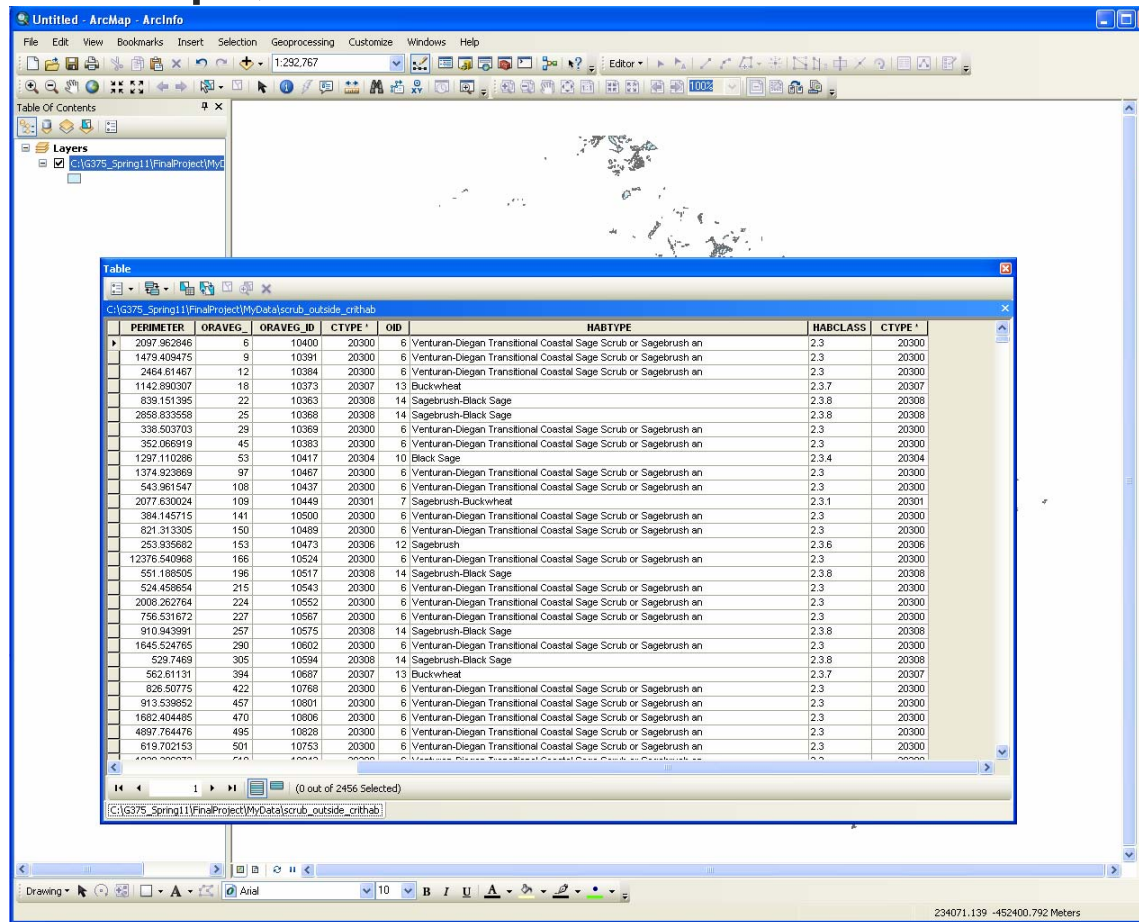 Untitled - ArcMap - ArcInfo
File Edit View Bookmarks Insert Selection Geoprocessing Customize Windows Help
1:292,767 Editor
100%
Table Of Contents
Layers
C:\G375_Spring11\FinalProject\MyD
Table
C:\G375_Spring11\FinalProject\MyData\scrub_outside_crithab
PERIMETER ORAVEG_ ORAVEG_ID CTYPE * OID HABTYPE HABCLASS CTYPE *
2097.962846 6 10400 20300 6 Venturan-Diegan Transitional Coastal Sage Scrub or Sagebrush an 2.3 20300
1479.409475 9 10391 20300 6 Venturan-Diegan Transitional Coastal Sage Scrub or Sagebrush an 2.3 20300
2464.61467 12 10384 20300 6 Venturan-Diegan Transitional Coastal Sage Scrub or Sagebrush an 2.3 20300
1142.890307 18 10373 20307 13 Buckwheat 2.3.7 20307
839.151395 22 10363 20308 14 Sagebrush-Black Sage 2.3.8 20308
2858.833558 25 10368 20308 14 Sagebrush-Black Sage 2.3.8 20308
338.503703 29 10369 20300 6 Venturan-Diegan Transitional Coastal Sage Scrub or Sagebrush an 2.3 20300
352.066919 45 10383 20300 6 Venturan-Diegan Transitional Coastal Sage Scrub or Sagebrush an 2.3 20300
1297.110286 53 10417 20304 10 Black Sage 2.3.4 20304
1374.923869 97 10467 20300 6 Venturan-Diegan Transitional Coastal Sage Scrub or Sagebrush an 2.3 20300
543.961547 108 10437 20300 6 Venturan-Diegan Transitional Coastal Sage Scrub or Sagebrush an 2.3 20300
2077.630024 109 10449 20301 7 Sagebrush-Buckwheat 2.3.1 20301
384.145715 141 10500 20300 6 Venturan-Diegan Transitional Coastal Sage Scrub or Sagebrush an 2.3 20300
821.313305 150 10489 20300 6 Venturan-Diegan Transitional Coastal Sage Scrub or Sagebrush an 2.3 20300
253.935682 153 10473 20306 12 Sagebrush 2.3.6 20306
12376.540968 166 10524 20300 6 Venturan-Diegan Transitional Coastal Sage Scrub or Sagebrush an 2.3 20300
551.188505 196 10517 20308 14 Sagebrush-Black Sage 2.3.8 20308
524.458654 215 10543 20300 6 Venturan-Diegan Transitional Coastal Sage Scrub or Sagebrush an 2.3 20300
2008.262764 224 10552 20300 6 Venturan-Diegan Transitional Coastal Sage Scrub or Sagebrush an 2.3 20300
756.531672 227 10567 20300 6 Venturan-Diegan Transitional Coastal Sage Scrub or Sagebrush an 2.3 20300
910.943991 257 10575 20308 14 Sagebrush-Black Sage 2.3.8 20308
1645.524765 290 10602 20300 6 Venturan-Diegan Transitional Coastal Sage Scrub or Sagebrush an 2.3 20300
529.7469 305 10594 20308 14 Sagebrush-Black Sage 2.3.8 20308
562.61131 394 10687 20307 13 Buckwheat 2.3.7 20307
826.50775 422 10768 20300 6 Venturan-Diegan Transitional Coastal Sage Scrub or Sagebrush an 2.3 20300
913.539852 457 10801 20300 6 Venturan-Diegan Transitional Coastal Sage Scrub or Sagebrush an 2.3 20300
1682.404485 470 10806 20300 6 Venturan-Diegan Transitional Coastal Sage Scrub or Sagebrush an 2.3 20300
4897.764476 495 10828 20300 6 Venturan-Diegan Transitional Coastal Sage Scrub or Sagebrush an 2.3 20300
619.702153 501 10753 20300 6 Venturan-Diegan Transitional Coastal Sage Scrub or Sagebrush an 2.3 20300
1 (0 out of 2456 Selected)
C:\G375_Spring11\FinalProject\MyData\scrub_outside_crithab
Drawing A Arial 10 B I U A
234071.139 -452400.792 Meters